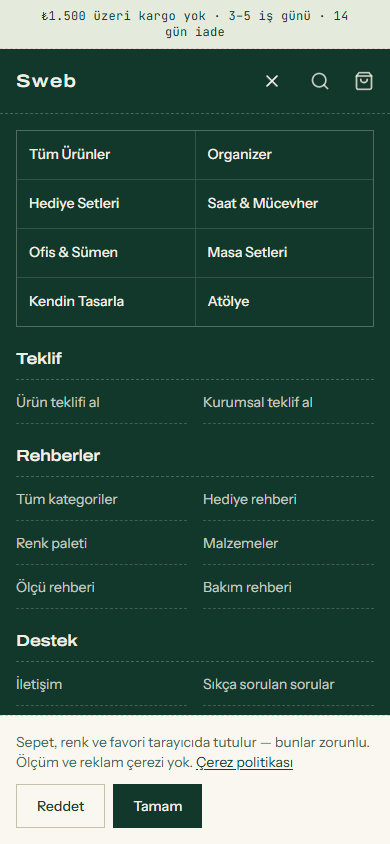 ₺1.500 üzeri kargo yok · 3–5 iş günü · 14
gün iade
Sweb
Tüm Ürünler
Organizer
Hediye Setleri
Saat & Mücevher
Ofis & Sümen
Masa Setleri
Kendin Tasarla
Atölye
Teklif
Ürün teklifi al
Kurumsal teklif al
Rehberler
Tüm kategoriler
Hediye rehberi
Renk paleti
Malzemeler
Ölçü rehberi
Bakım rehberi
Destek
İletişim
Sıkça sorulan sorular
Sepet, renk ve favori tarayıcıda tutulur — bunlar zorunlu.
Ölçüm ve reklam çerezi yok. Çerez politikası
Reddet
Tamam